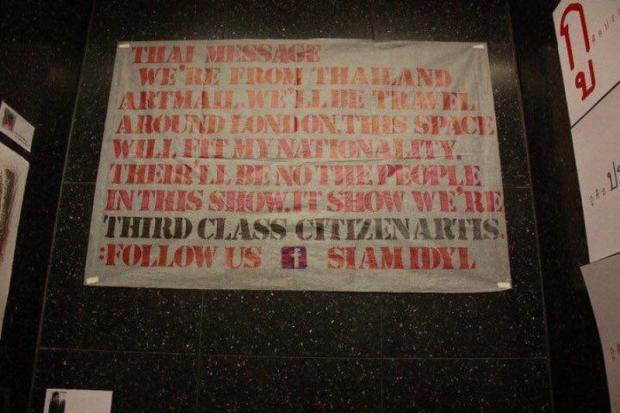 THAI MESSAGE
WE'RE FROM THAILAND
ARTMAIL.WE'LL BE TRAVEL
AROUND LONDON.THIS SPACE
WILL FIT MY NATIONALITY.
THEIR'LL BE NO THE PEOPLE
IN THIS SHOW.IT SHOW WE'RE
THIRD CLASS CITIZEN ARTIS.
:FOLLOW US f SIAM IDYL
กู